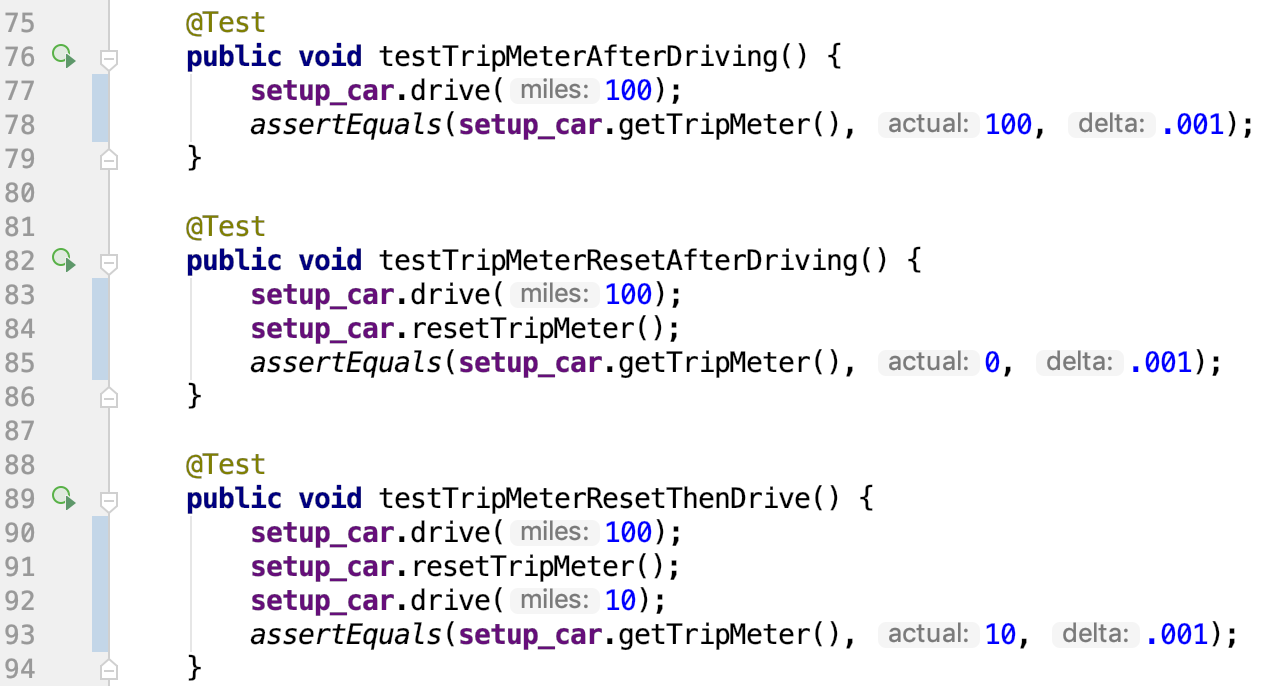 75 @Test
76 public void testTripMeterAfterDriving() {
77 setup_car.drive( miles: 100);
78 assertEquals(setup_car.getTripMeter(), actual: 100, delta: .001);
79 }
80
81 @Test
82 public void testTripMeterResetAfterDriving() {
83 setup_car.drive( miles: 100);
84 setup_car.resetTripMeter();
85 assertEquals(setup_car.getTripMeter(), actual: 0, delta: .001);
86 }
87
88 @Test
89 public void testTripMeterResetThenDrive() {
90 setup_car.drive( miles: 100);
91 setup_car.resetTripMeter();
92 setup_car.drive( miles: 10);
93 assertEquals(setup_car.getTripMeter(), actual: 10, delta: .001);
94 }